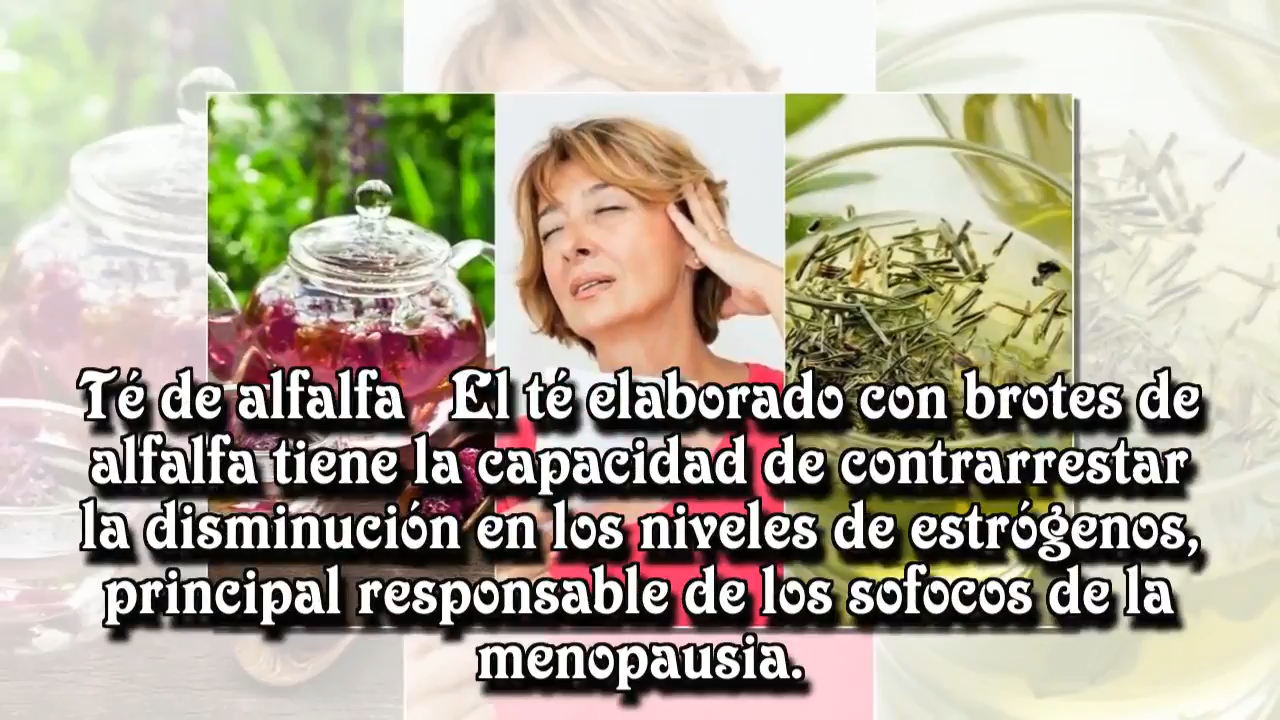 Té de alfalfa   El té elaborado con brotes de
alfalfa tiene la capacidad de contrarrestar
la disminución en los niveles de estrógenos,
principal responsable de los sofocos de la
menopausia.